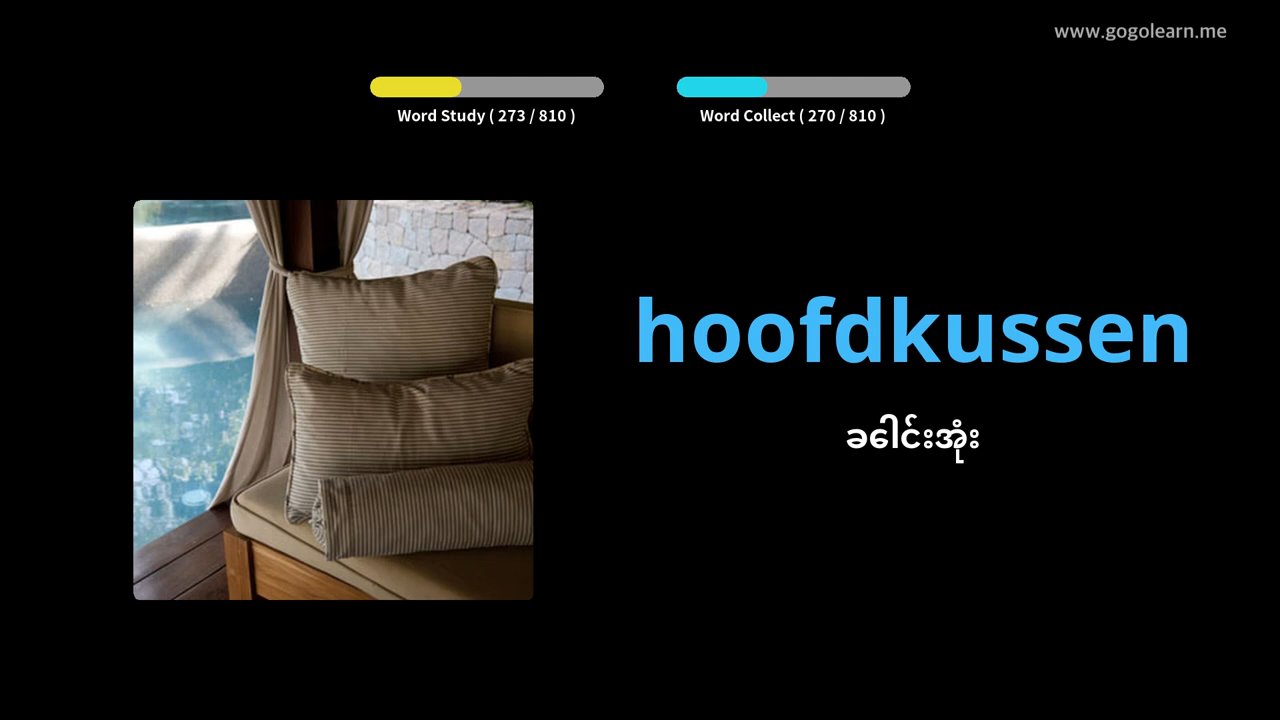 www.gogolearn.me
Word Study ( 273 / 810 )
Word Collect ( 270 / 810 )
hoofdkussen
ခေါင်းအုံး